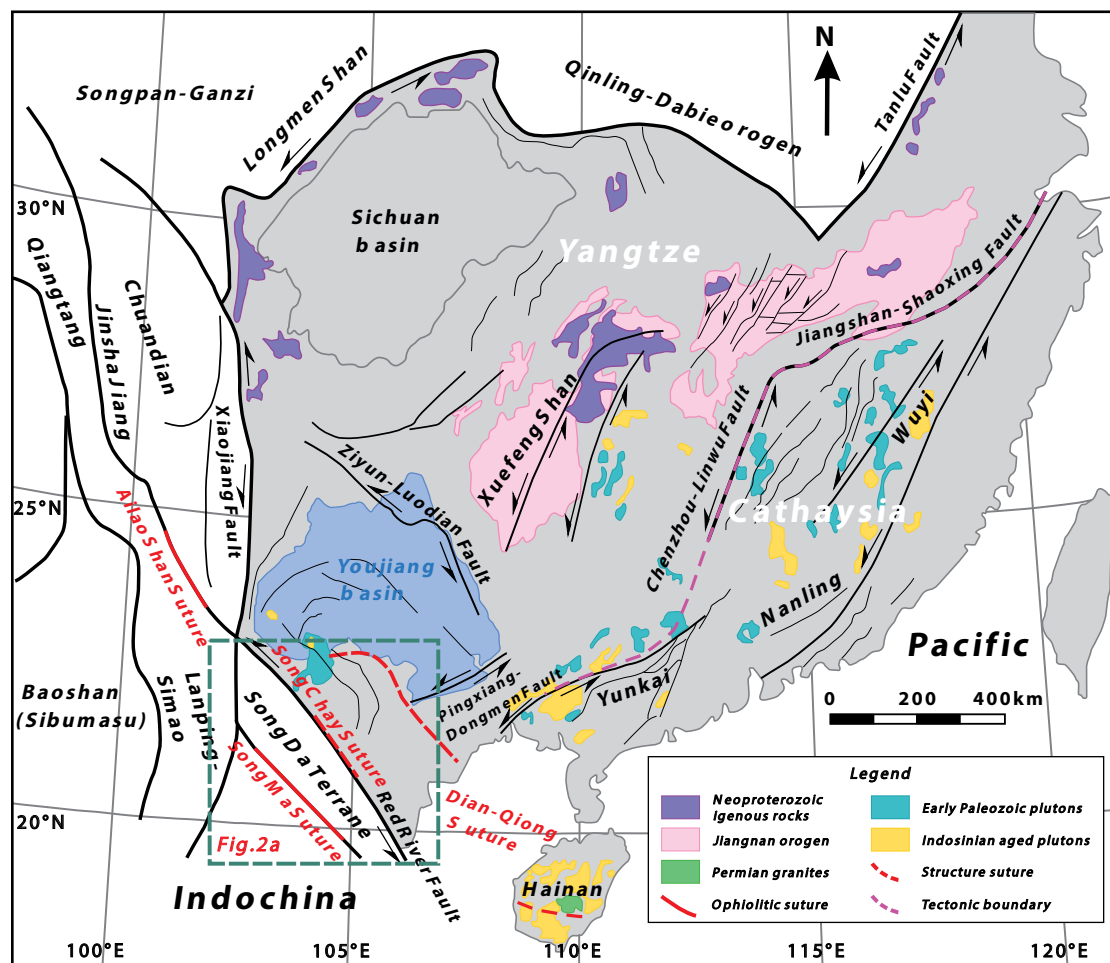 N
Songpan-Ganzi
LongmenShan
Qinling-Dabieorogen
TanluFault
30°N
Sichuan
basin
Yangtze
Qiangtang
JinshaJiang
Chuandian
XiaojiangFault
Jiangshan-Shaoxing Fault
XuefengShan
Chenzhou-LinwuFault
Wuyi
Cathaysia
Ziyun-Luodian Fault
25°N
AilaoShanSuture
Youjiang
basin
Nanling
Pacific
Baoshan
(Sibumasu)
Simao
Lanping-
SongChaySuture
SongDaTerrane
SongMaSuture
RedRiverFault
Pingxiang-
DongmenFault
Yunkai
0 200 400km
20°N
Fig.2a
Dian-Qiong
Suture
Indochina
Hainan
Legend
Neoproterozoic
Igenous rocks
Early Paleozoic plutons
Jiangnan orogen
Indosinian aged plutons
Permian granites
Structure suture
Ophiolitic suture
Tectonic boundary
100°E
105°E
110°E
115°E
120°E